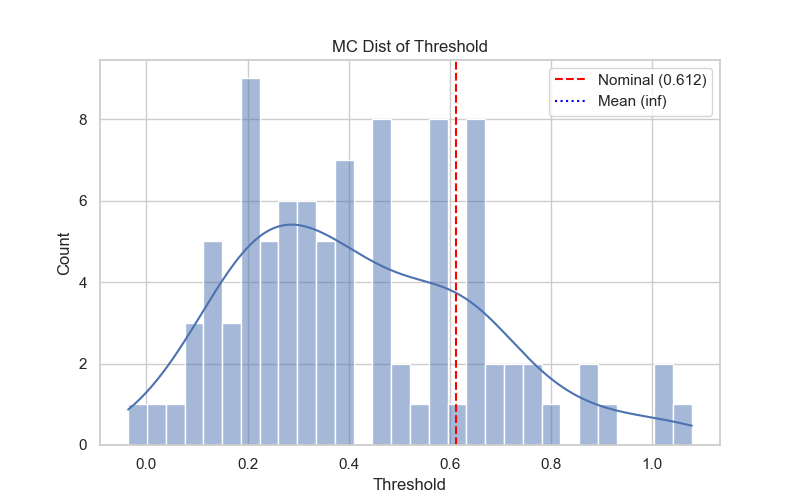 MC Dist of Threshold
Nominal (0.612)
Mean (inf)
Count
8
6
4
2
0
0.0 0.2 0.4 0.6 0.8 1.0
Threshold